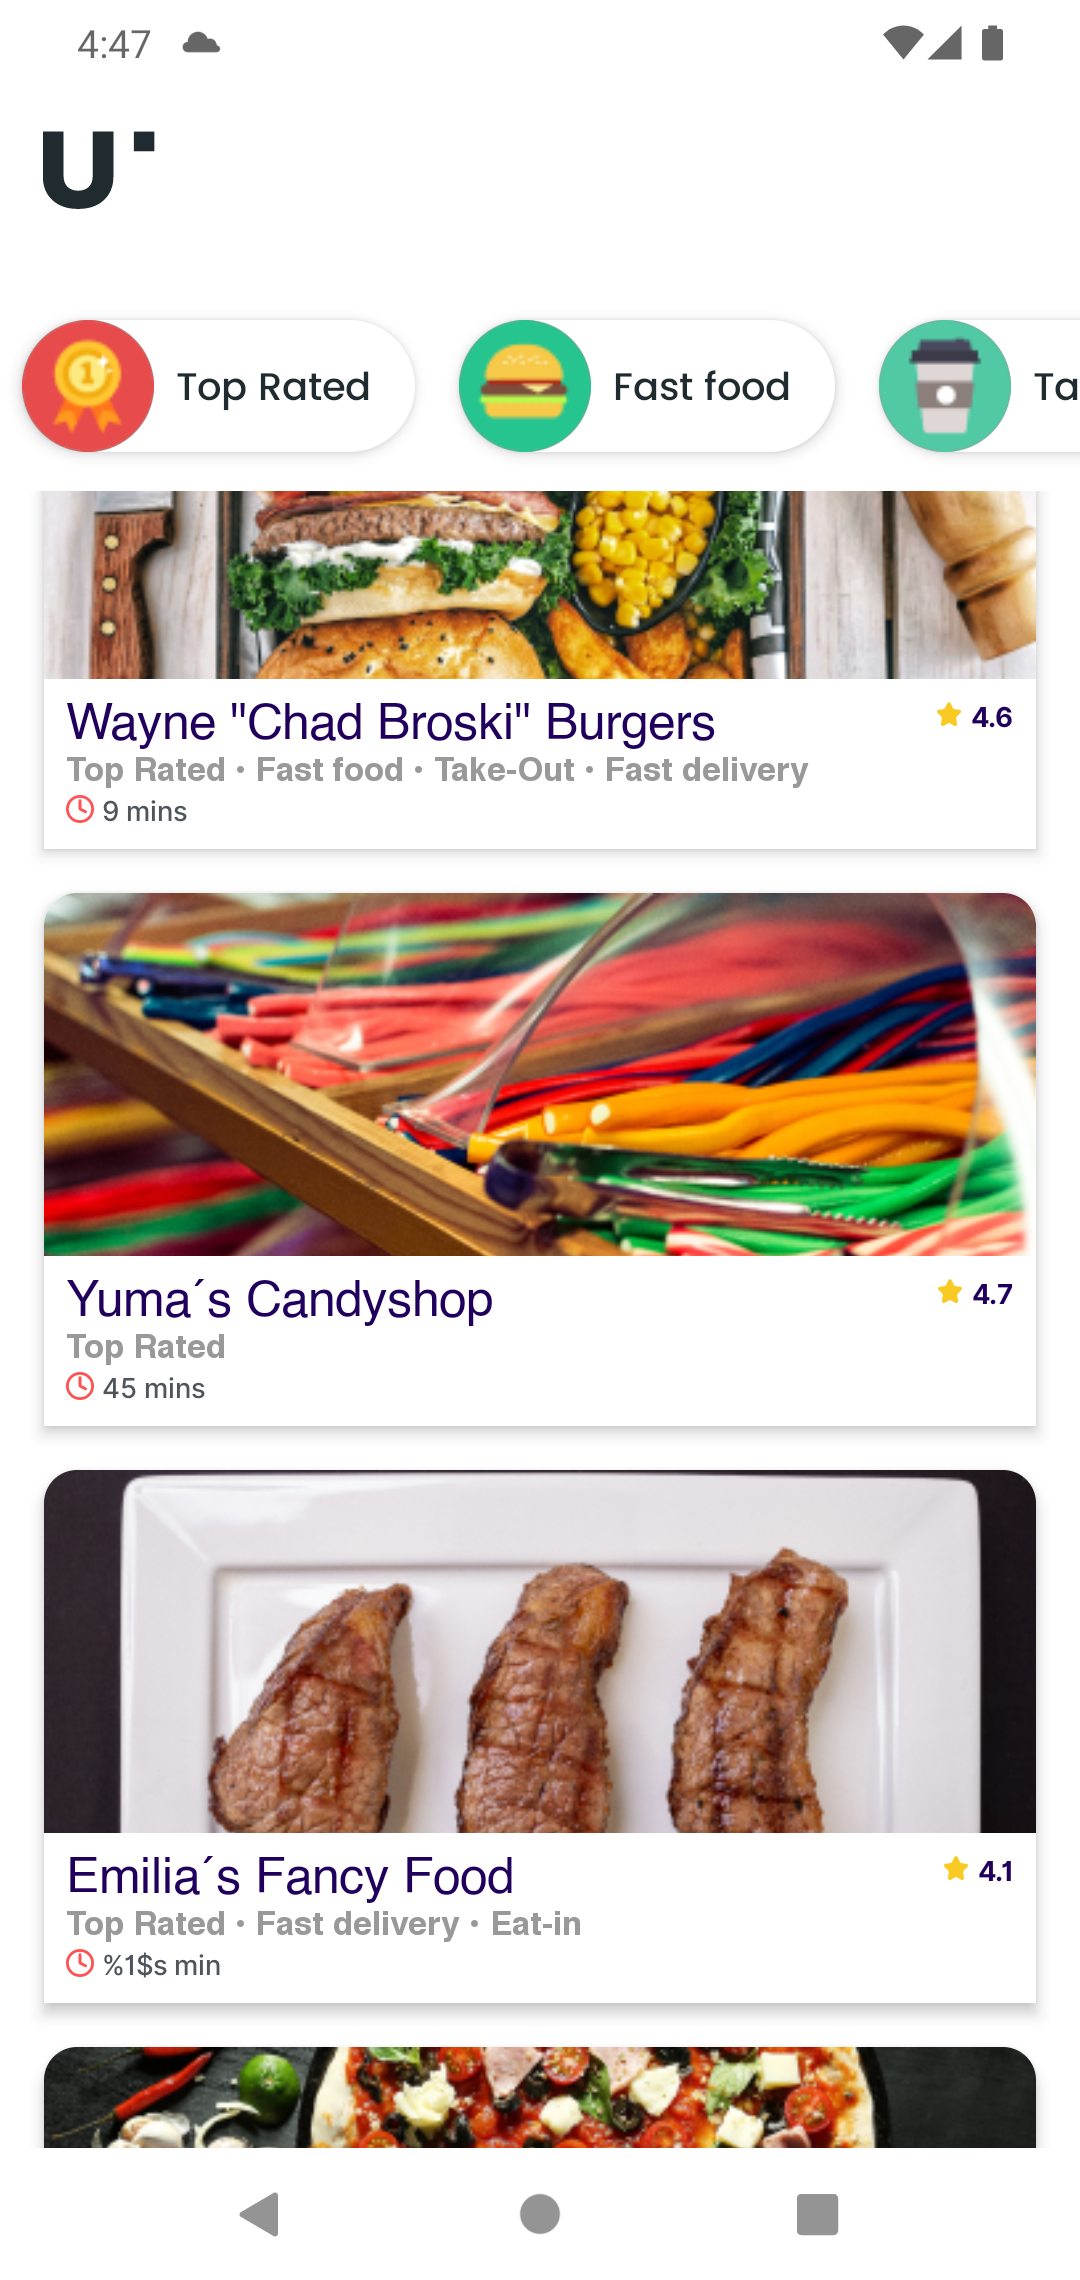 4:47
U
1
Top Rated
Fast food
Ta
Wayne "Chad Broski" Burgers
4.6
Top Rated • Fast food • Take-Out • Fast delivery
9 mins
Yuma´s Candyshop
4.7
Top Rated
45 mins
Emilia´s Fancy Food
4.1
Top Rated • Fast delivery • Eat-in
%1$s min